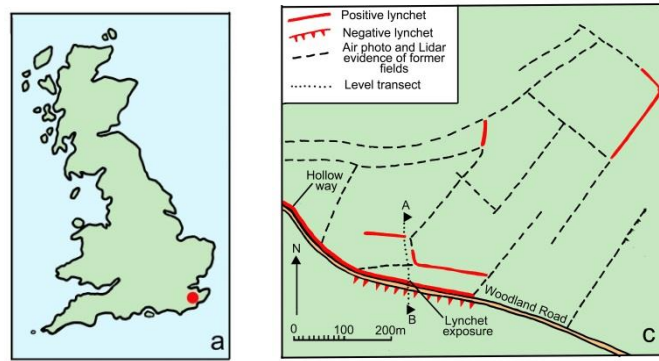 a
Positive lynchet
Negative lynchet
Air photo and Lidar
evidence of former
fields
Level transect
Hollow
way
A
N
Woodland Road
B
Lynchet
exposure
0 100 200m
c